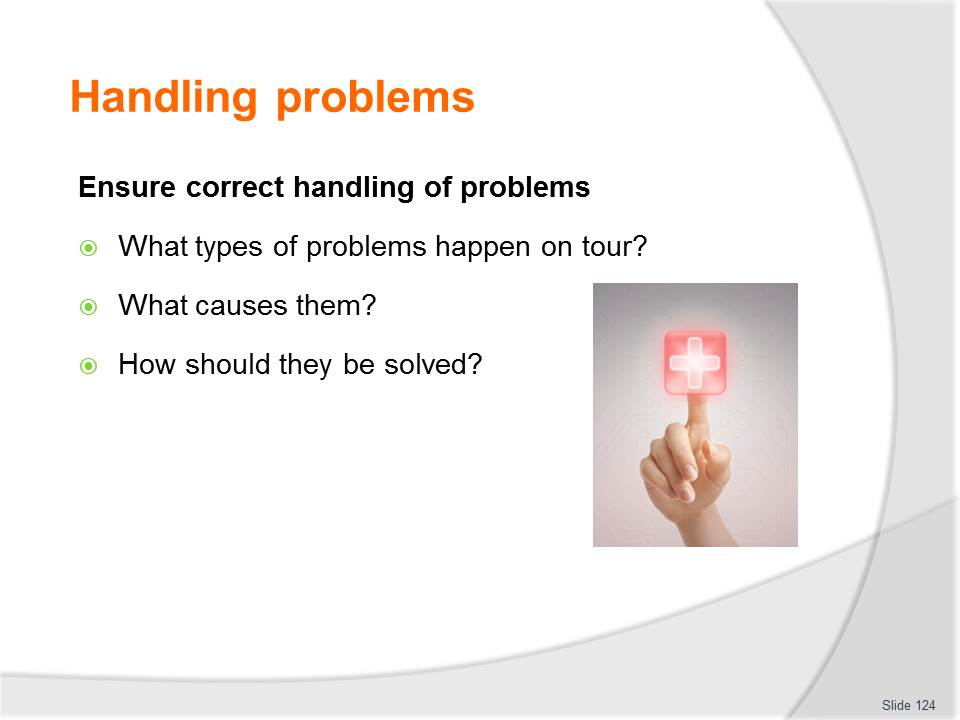 Handling problems
Ensure correct handling of problems
What types of problems happen on tour?
What causes them?
How should they be solved?
Slide 124